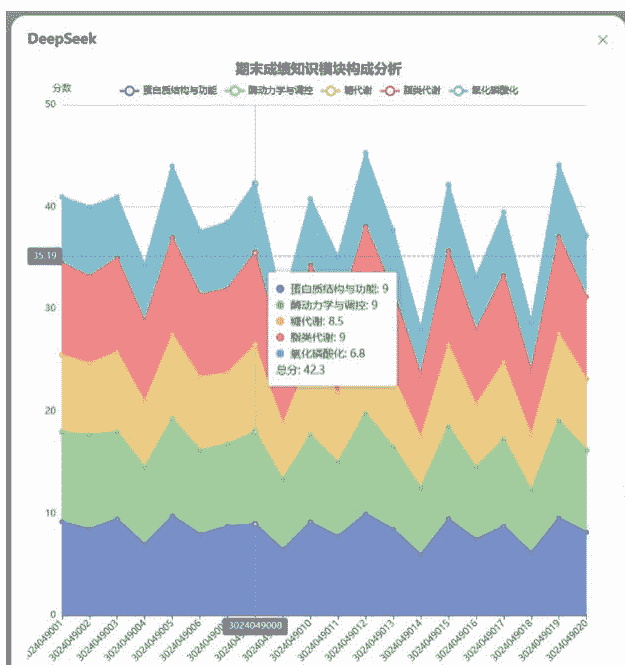 DeepSeek
×
期末成绩知识模块构成分析
分数
蛋白质结构与功能 酶动力学与调控 糖代谢 脂类代谢 氧化磷酸化
50
40
35.19
30
蛋白质结构与功能: 9
酶动力学与调控: 9
糖代谢: 8.5
脂类代谢: 9
氧化磷酸化: 6.8
总分: 42.3
20
10
0
3024049001 3024049002 3024049003 3024049004 3024049005 3024049006 3024049008 3024049009 3024049010 3024049011 3024049012 3024049013 3024049014 3024049015 3024049016 3024049017 3024049018 3024049019 3024049020